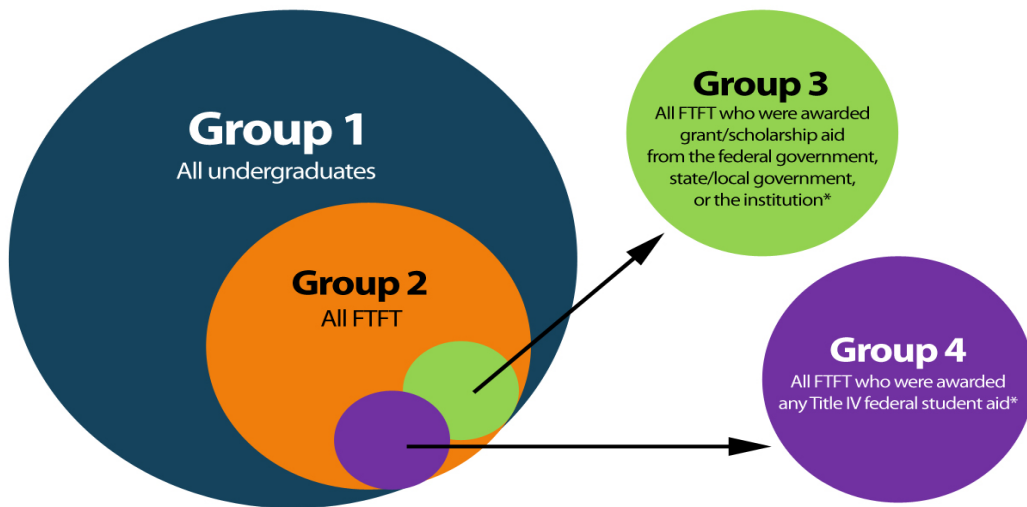 Group 1
All undergraduates
Group 2
All FTFT
Group 3
All FTFT who were awarded
grant/scholarship aid
from the federal government,
state/local government,
or the institution*
Group 4
All FTFT who were awarded
any Title IV federal student aid*